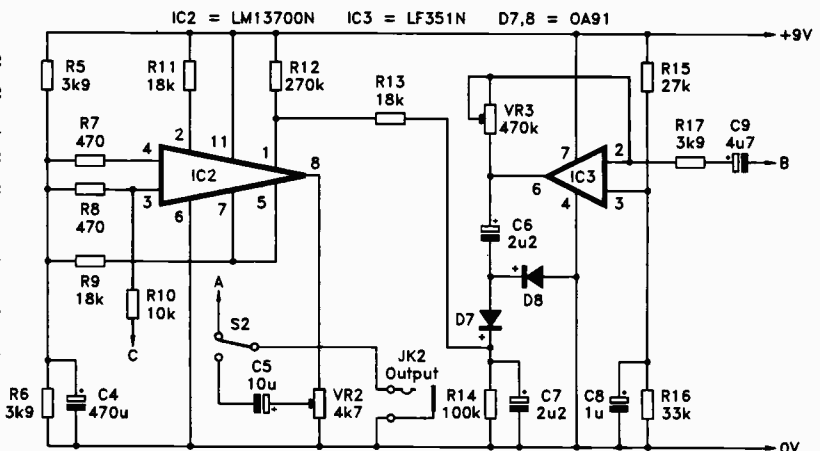 IC2 = LM13700N IC3 = LF351N D7,8 = OA91
+9V
R5
3k9
R11
18k
R12
270k
R13
18k
VR3
470k
R15
27k
R17
3k9
C9
4u7
+
B
R7
470
4
2
11
1
8
IC2
3
6
7
5
R8
470
R9
18k
R10
10k
C
A
S2
C5
10u
+
VR2
4k7
JK2
Output
7
2
IC3
6
4
3
+
C6
2u2
+
D8
D7
+
R6
3k9
+
C4
470u
R14
100k
+
C7
2u2
C8
1u
+
R16
33k
0V